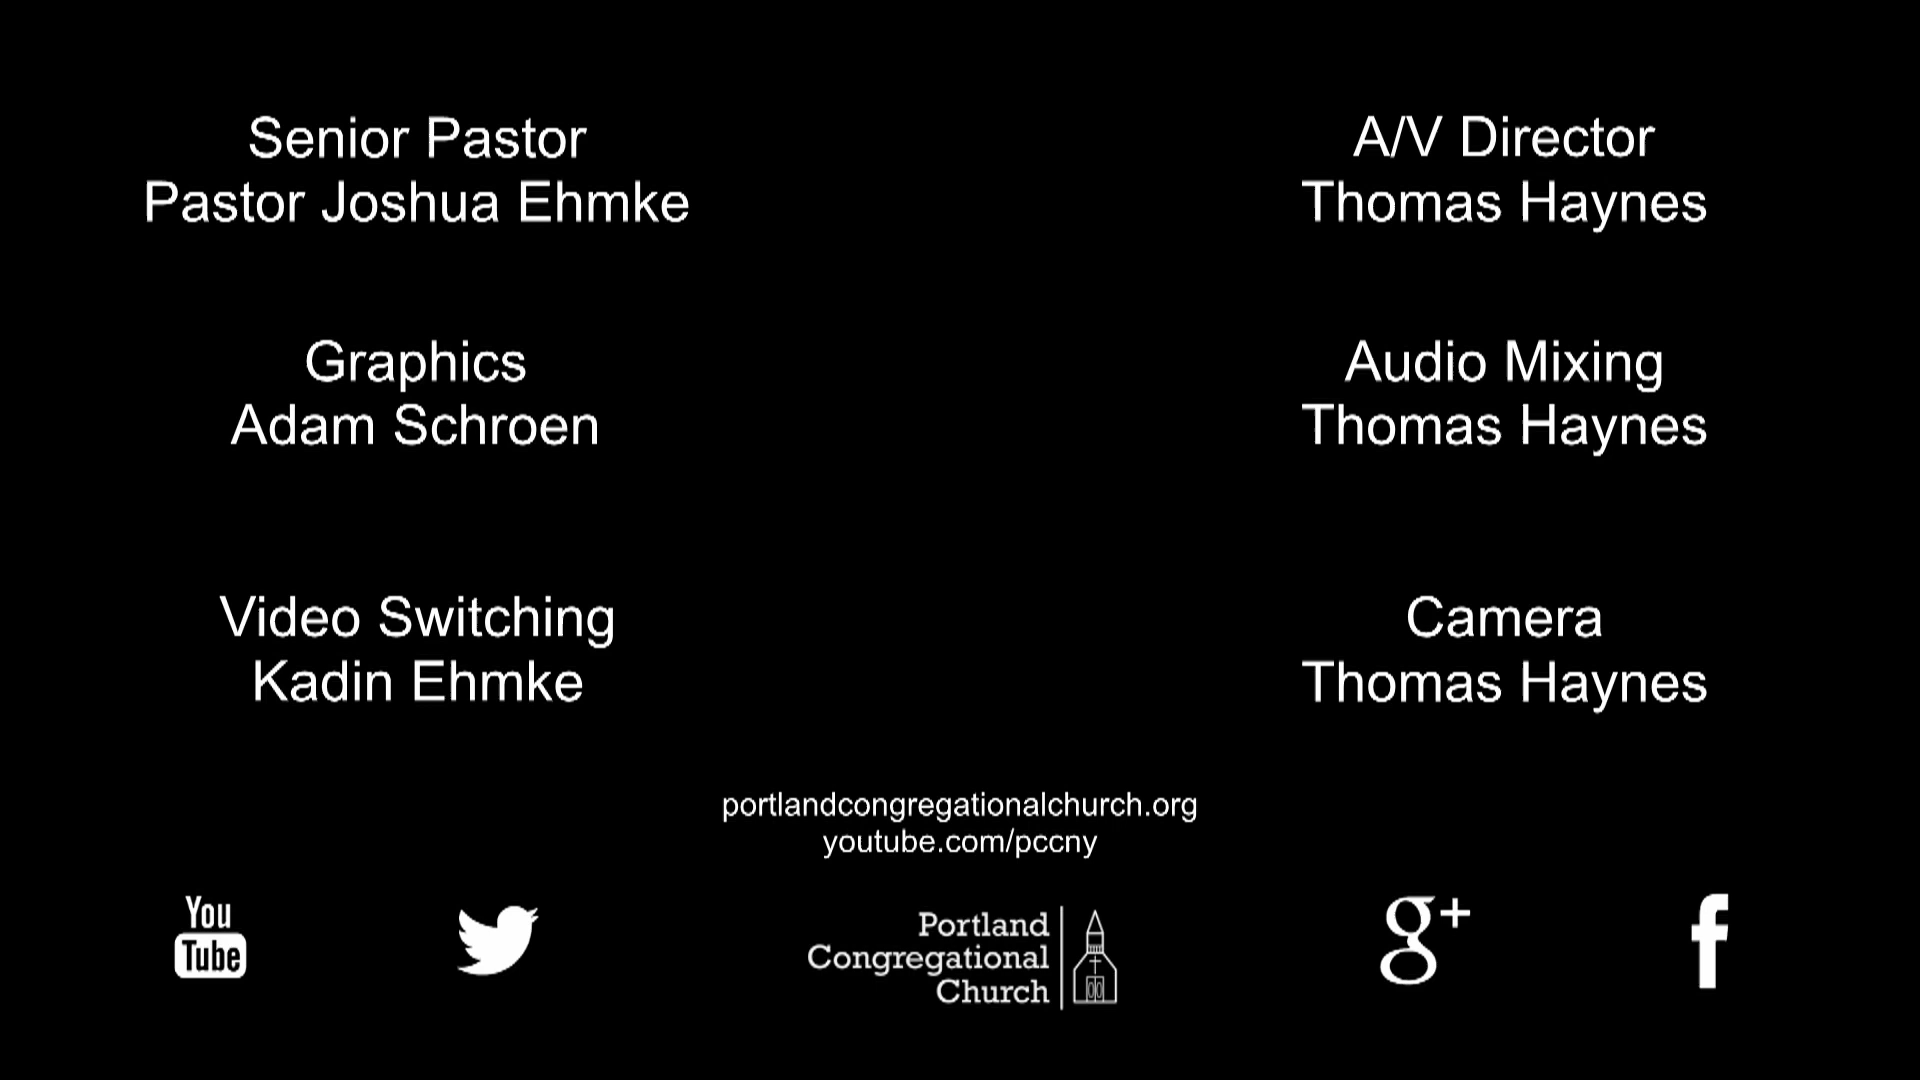 Senior Pastor
Pastor Joshua Ehmke
A/V Director
Thomas Haynes
Graphics
Adam Schroen
Audio Mixing
Thomas Haynes
Video Switching
Kadin Ehmke
Camera
Thomas Haynes
portlandcongregationalchurch.org
youtube.com/pccny
You
Tube
Portland
Congregational
Church
g+
f